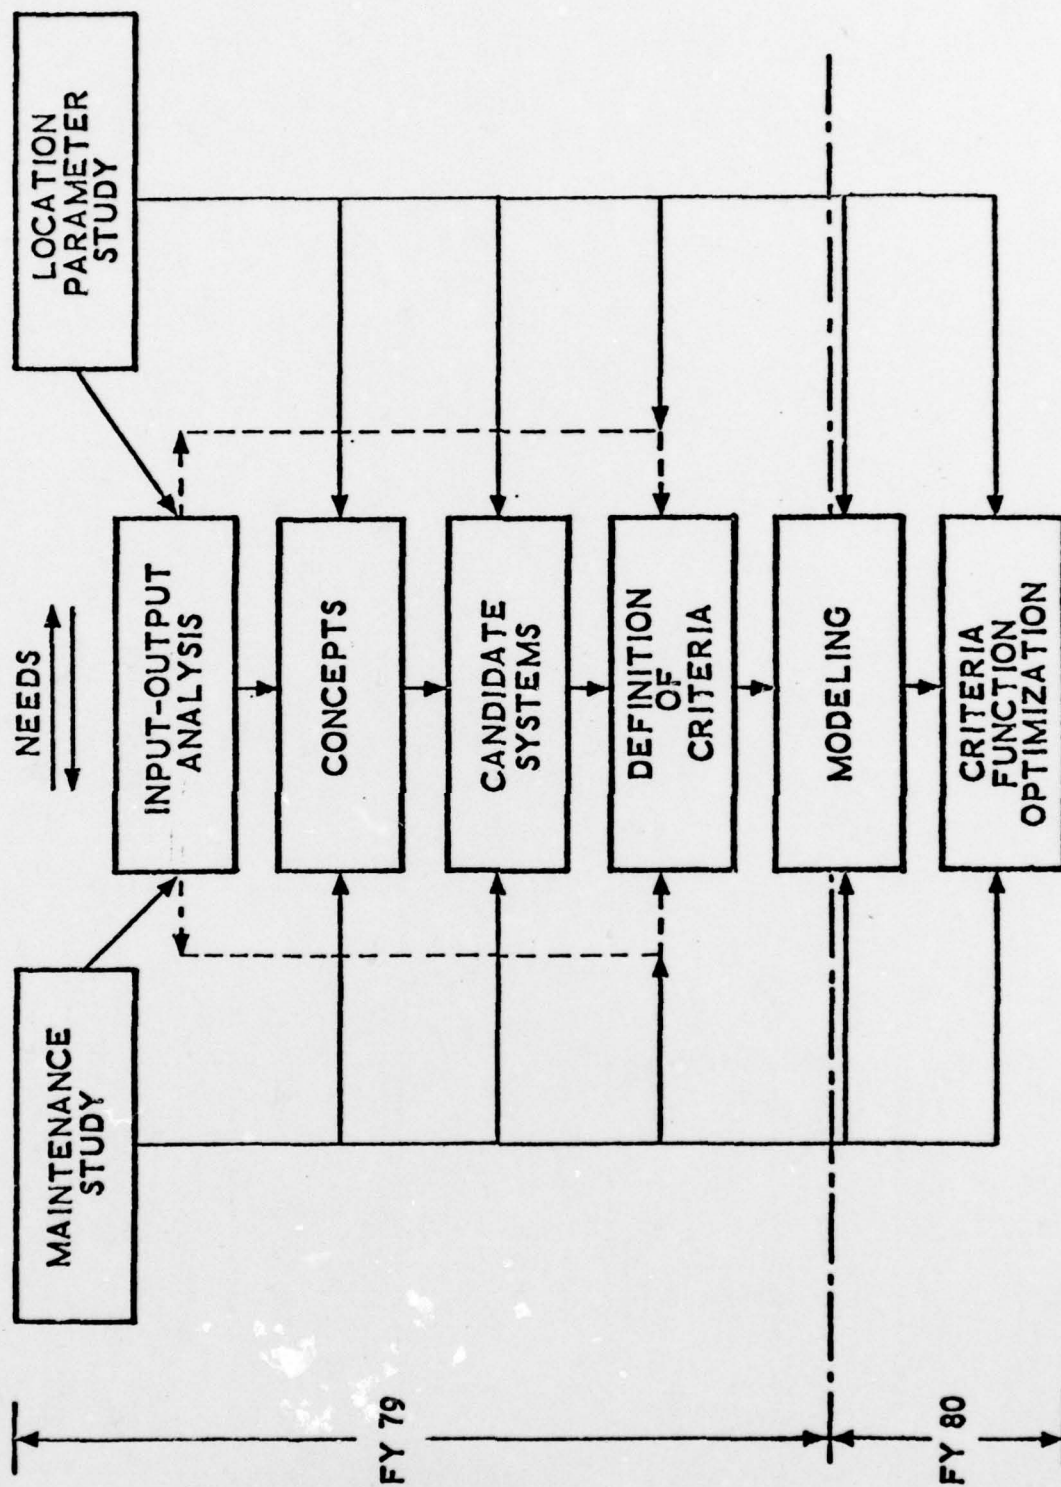 NEEDS
MAINTENANCE
STUDY
LOCATION
PARAMETER
STUDY
INPUT-OUTPUT
ANALYSIS
CONCEPTS
CANDIDATE
SYSTEMS
DEFINITION
OF
CRITERIA
MODELING
CRITERIA
FUNCTION
OPTIMIZATION
FY 79
FY 80